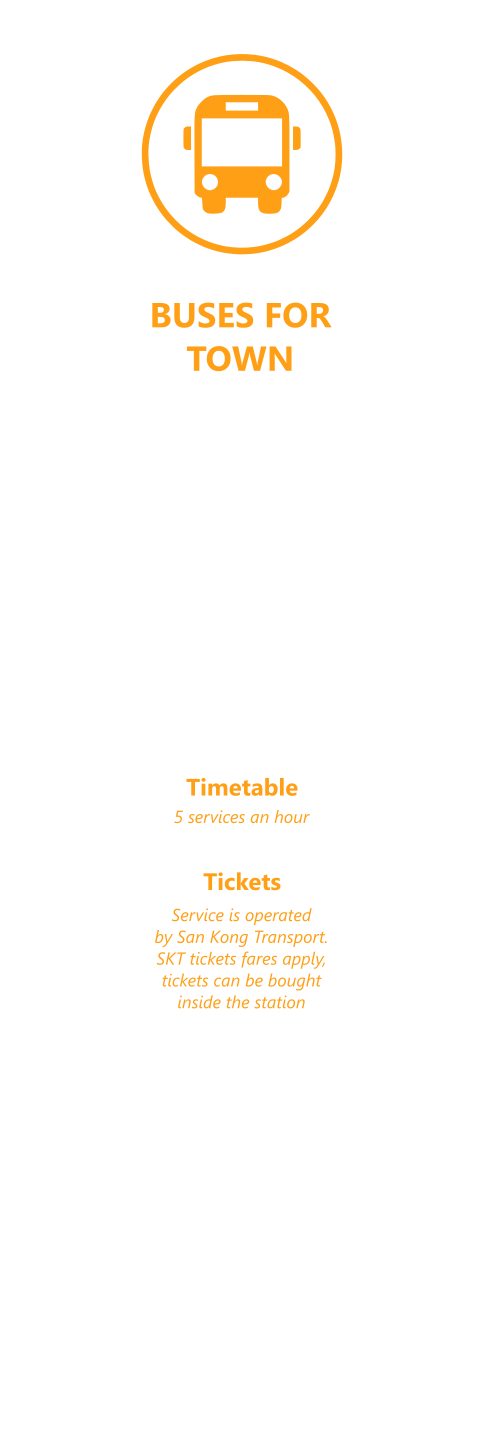 BUSES FOR
TOWN
Timetable
5 services an hour
Tickets
Service is operated
by San Kong Transport.
SKT tickets fares apply,
tickets can be bought
inside the station